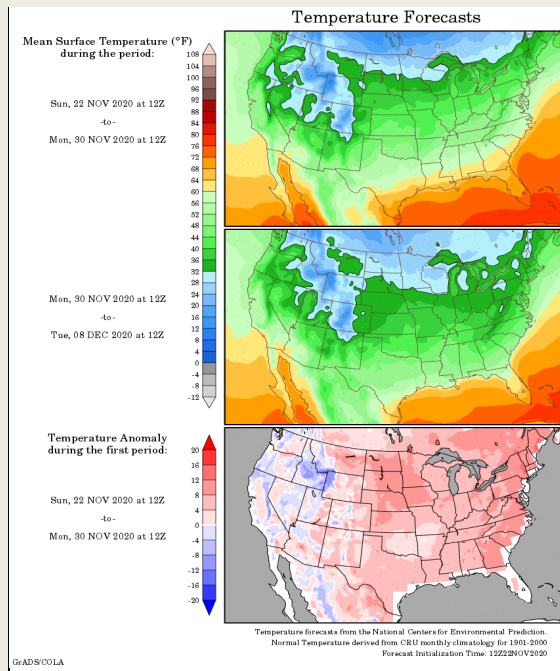 Temperature Forecasts
Mean Surface Temperature (°F)
during the period:
Sun, 22 NOV 2020 at 12Z
-to-
Mon, 30 NOV 2020 at 12Z
108
104
100
96
92
88
84
80
76
72
68
64
60
56
52
48
44
40
36
32
28
24
20
16
12
8
4
0
-4
-8
-12
Mon, 30 NOV 2020 at 12Z
-to-
Tue, 08 DEC 2020 at 12Z
Temperature Anomaly
during the first period:
Sun, 22 NOV 2020 at 12Z
-to-
Mon, 30 NOV 2020 at 12Z
20
16
12
8
4
0
-4
-8
-12
-16
-20
Temperature forecasts from the National Centers for Environmental Prediction.
Normal Temperature derived from CRU monthly climatology for 1901-2000
Forecast Initialization Time: 12Z22NOV2020
GrADS/COLA